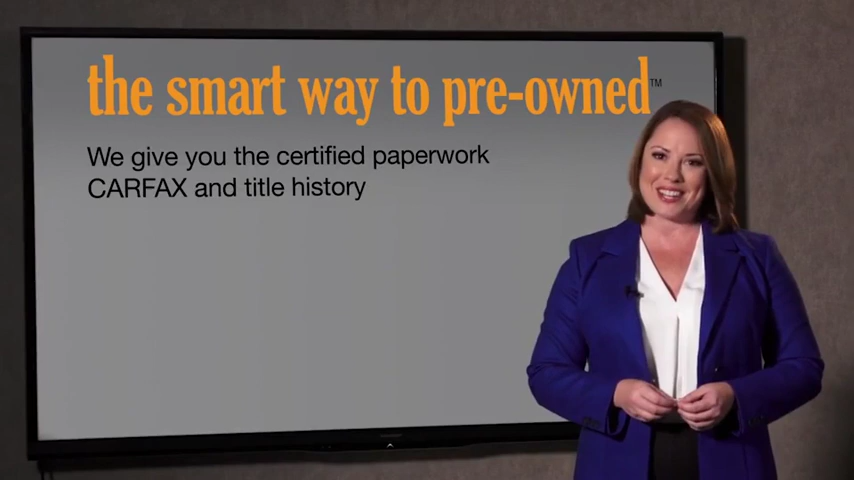 the smart way to pre-owned™
We give you the certified paperwork
CARFAX and title history